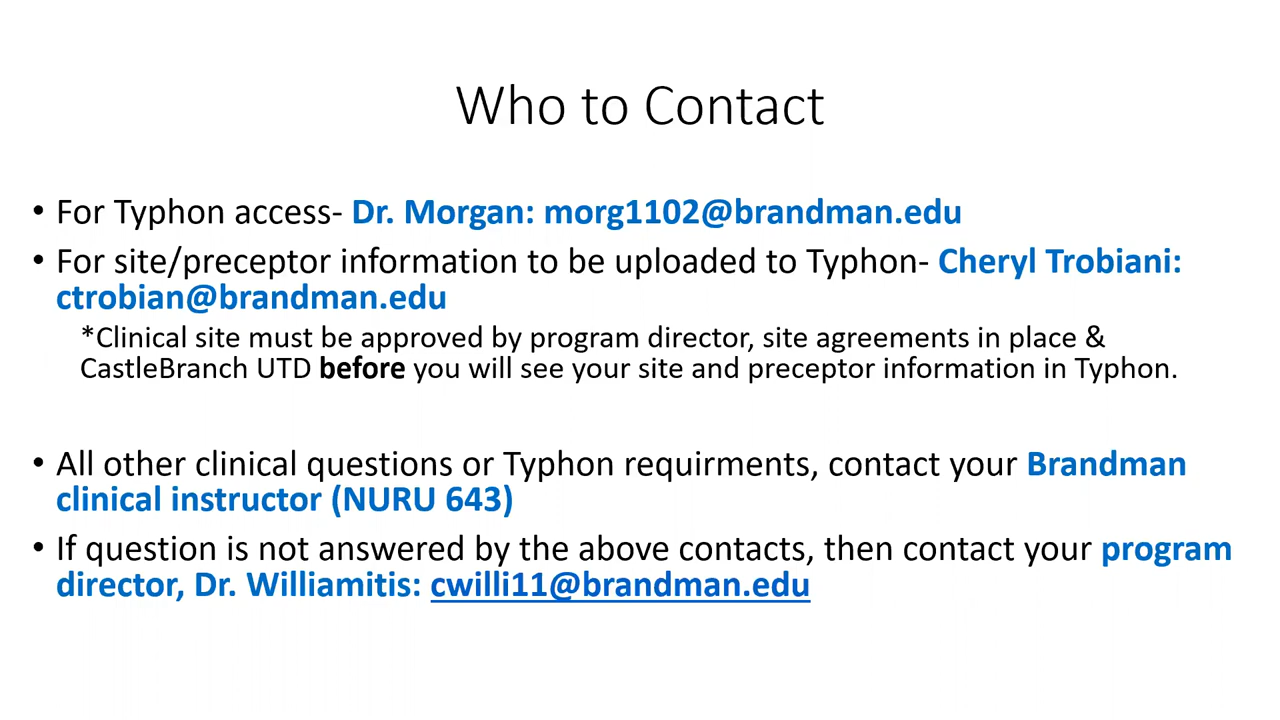 Who to Contact
• For Typhon access- Dr. Morgan: morg1102@brandman.edu
• For site/preceptor information to be uploaded to Typhon- Cheryl Trobiani:
ctrobian@brandman.edu
*Clinical site must be approved by program director, site agreements in place &
CastleBranch UTD before you will see your site and preceptor information in Typhon.
• All other clinical questions or Typhon requirments, contact your Brandman
clinical instructor (NURU 643)
• If question is not answered by the above contacts, then contact your program
director, Dr. Williamitis: cwilli11@brandman.edu